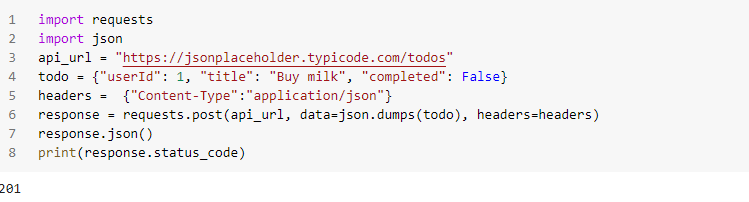 1 import requests
2 import json
3 api_url = "https://jsonplaceholder.typicode.com/todos"
4 todo = {"userId": 1, "title": "Buy milk", "completed": False}
5 headers =  {"Content-Type":"application/json"}
6 response = requests.post(api_url, data=json.dumps(todo), headers=headers)
7 response.json()
8 print(response.status_code)
201